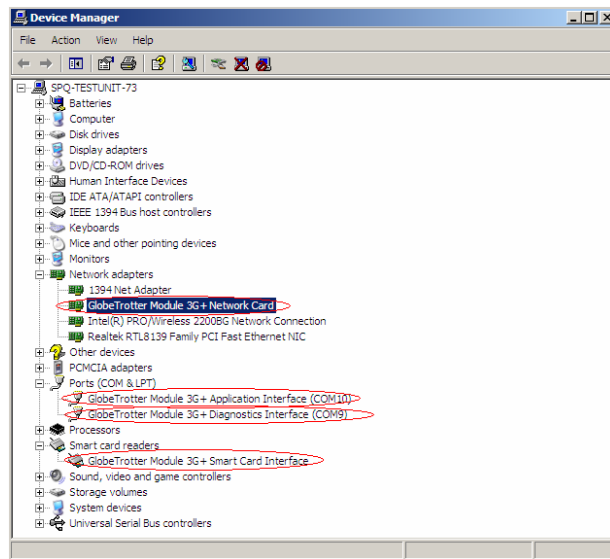 Device Manager
File Action View Help
SPQ-TESTUNIT-73
Batteries
Computer
Disk drives
Display adapters
DVD/CD-ROM drives
Human Interface Devices
IDE ATA/ATAPI controllers
IEEE 1394 Bus host controllers
Keyboards
Mice and other pointing devices
Monitors
Network adapters
1394 Net Adapter
GlobeTrotter Module 3G+ Network Card
Intel(R) PRO/Wireless 2200BG Network Connection
Realtek RTL8139 Family PCI Fast Ethernet NIC
Other devices
PCMCIA adapters
Ports (COM & LPT)
GlobeTrotter Module 3G+ Application Interface (COM10)
GlobeTrotter Module 3G+ Diagnostics Interface (COM9)
Processors
Smart card readers
GlobeTrotter Module 3G+ Smart Card Interface
Sound, video and game controllers
Storage volumes
System devices
Universal Serial Bus controllers